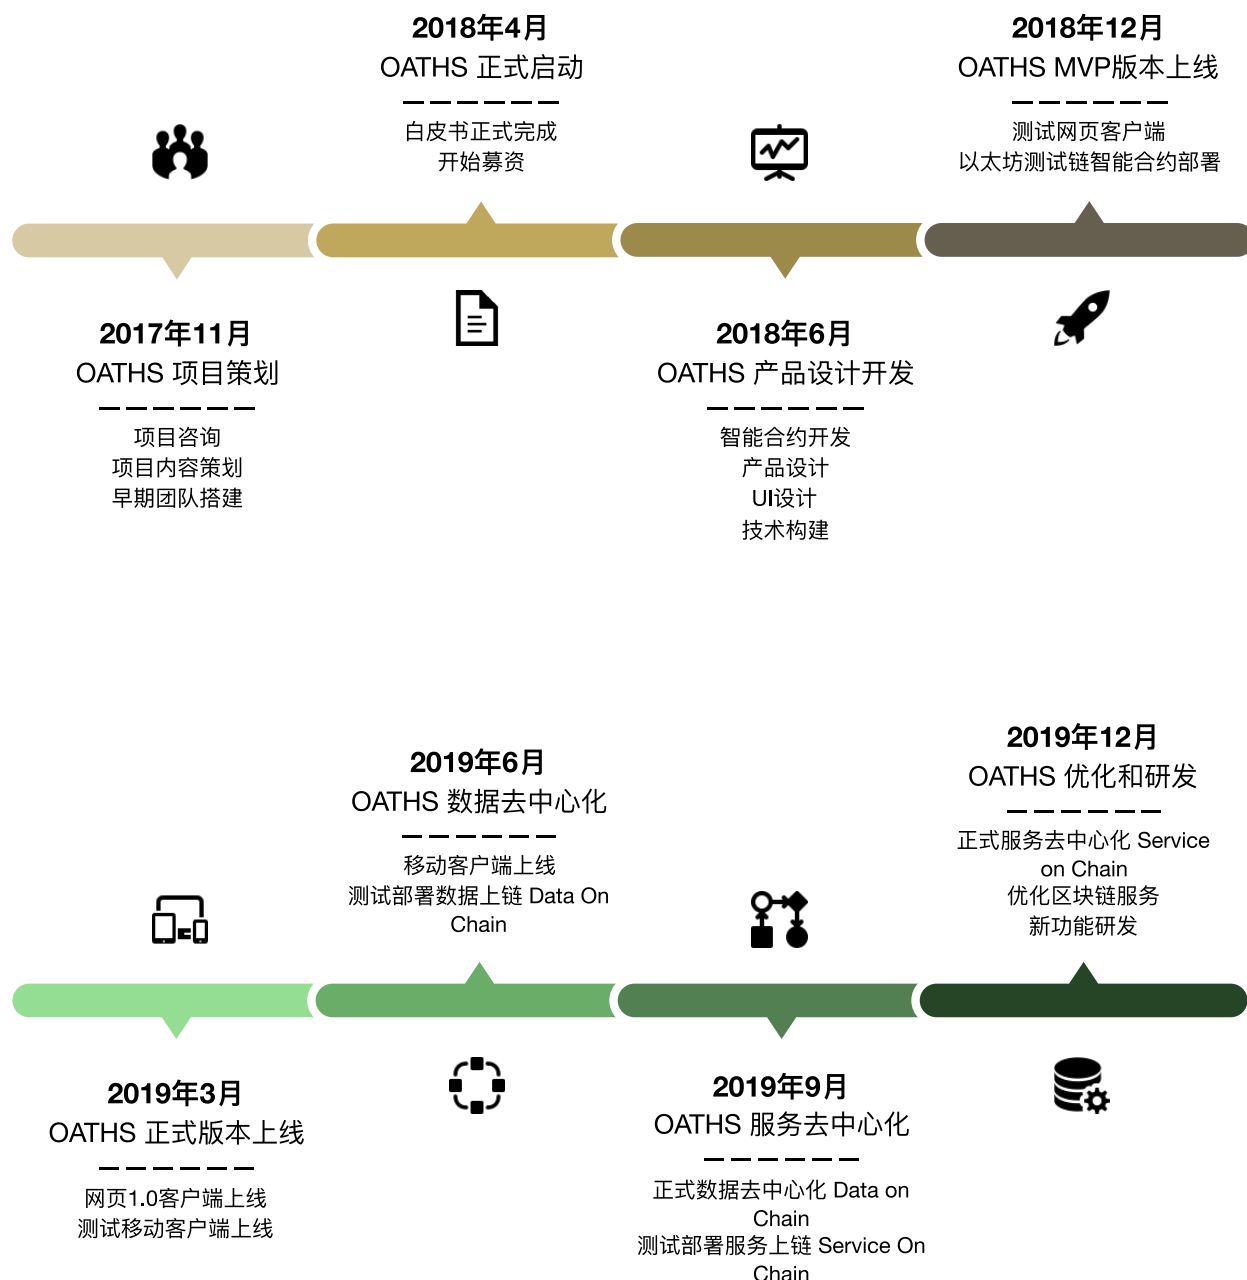 2018年4月
OATHS 正式启动
白皮书正式完成
开始募资
2018年12月
OATHS MVP版本上线
测试网页客户端
以太坊测试链智能合约部署
2017年11月
OATHS 项目策划
项目咨询
项目内容策划
早期团队搭建
2018年6月
OATHS 产品设计开发
智能合约开发
产品设计
UI设计
技术构建
2019年6月
OATHS 数据去中心化
移动客户端上线
测试部署数据上链 Data On
Chain
2019年12月
OATHS 优化和研发
正式服务去中心化 Service
on Chain
优化区块链服务
新功能研发
2019年3月
OATHS 正式版本上线
网页1.0客户端上线
测试移动客户端上线
2019年9月
OATHS 服务去中心化
正式数据去中心化 Data on
Chain
测试部署服务上链 Service On
Chain